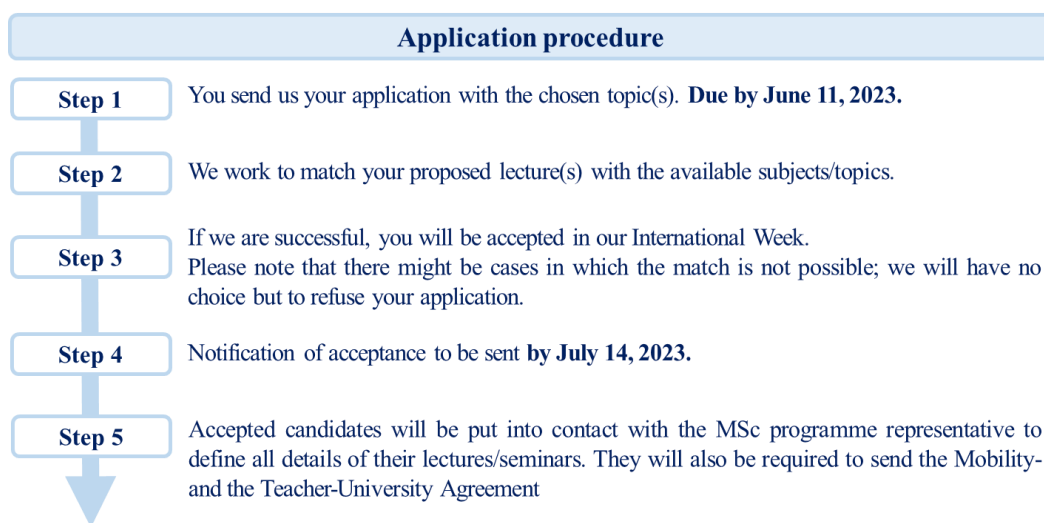 Application procedure
Step 1
You send us your application with the chosen topic(s). Due by June 11, 2023.
Step 2
We work to match your proposed lecture(s) with the available subjects/topics.
Step 3
If we are successful, you will be accepted in our International Week.
Please note that there might be cases in which the match is not possible; we will have no
choice but to refuse your application.
Step 4
Notification of acceptance to be sent by July 14, 2023.
Step 5
Accepted candidates will be put into contact with the MSc programme representative to
define all details of their lectures/seminars. They will also be required to send the Mobility-
and the Teacher-University Agreement